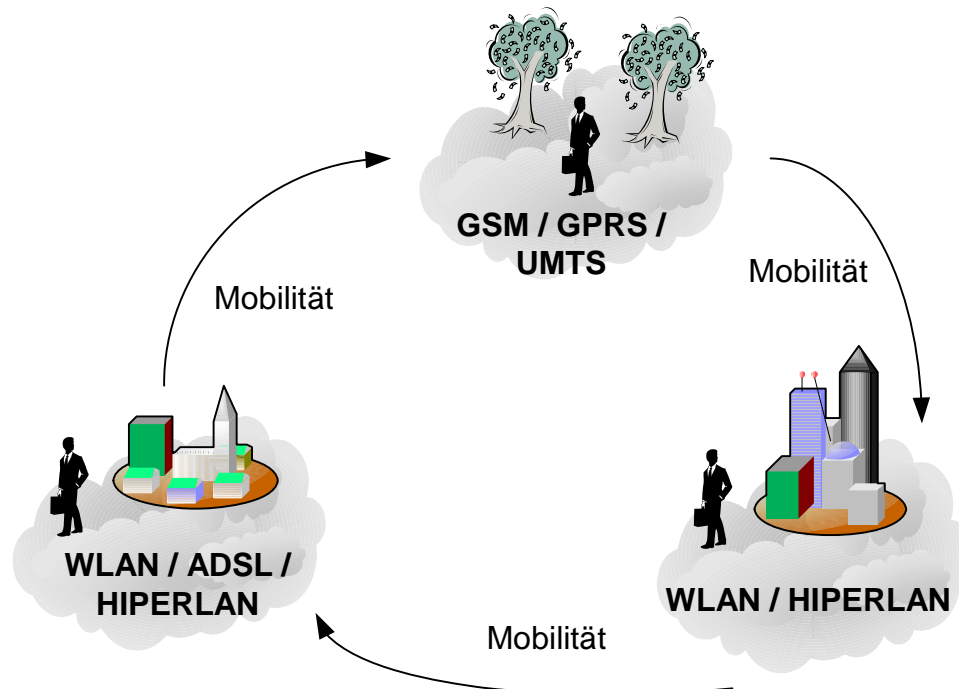 GSM / GPRS /
UMTS
Mobilität
Mobilität
WLAN / ADSL /
HIPERLAN
WLAN / HIPERLAN
Mobilität